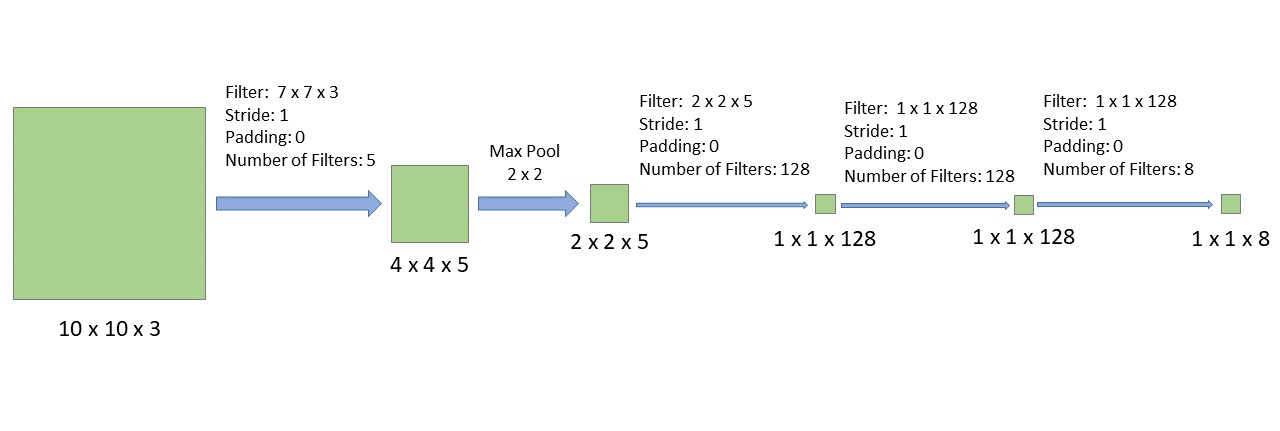 10 x 10 x 3
Filter: 7 x 7 x 3
Stride: 1
Padding: 0
Number of Filters: 5
4 x 4 x 5
Max Pool
2 x 2
2 x 2 x 5
Filter: 2 x 2 x 5
Stride: 1
Padding: 0
Number of Filters: 128
1 x 1 x 128
Filter: 1 x 1 x 128
Stride: 1
Padding: 0
Number of Filters: 128
1 x 1 x 128
Filter: 1 x 1 x 128
Stride: 1
Padding: 0
Number of Filters: 8
1 x 1 x 8